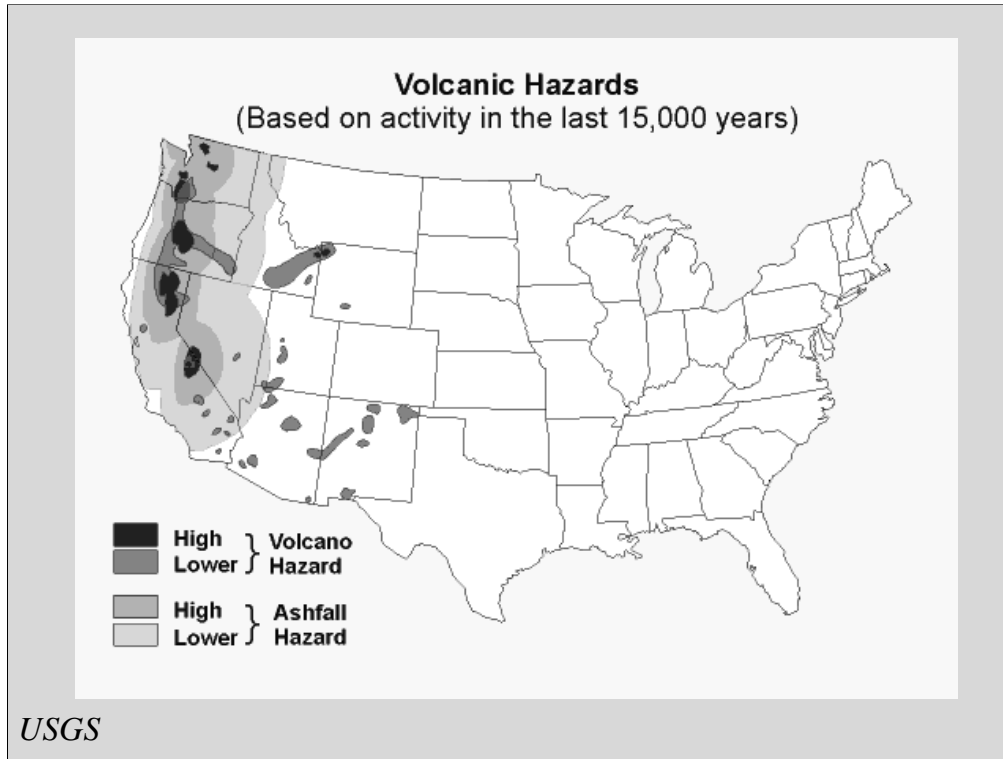 Volcanic Hazards
(Based on activity in the last 15,000 years)
High
Lower
} Volcano
Hazard
High
Lower
} Ashfall
Hazard
USGS